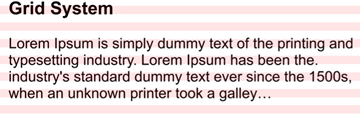 Grid System
Lorem Ipsum is simply dummy text of the printing and
typesetting industry. Lorem Ipsum has been the.
industry's standard dummy text ever since the 1500s,
when an unknown printer took a galley…